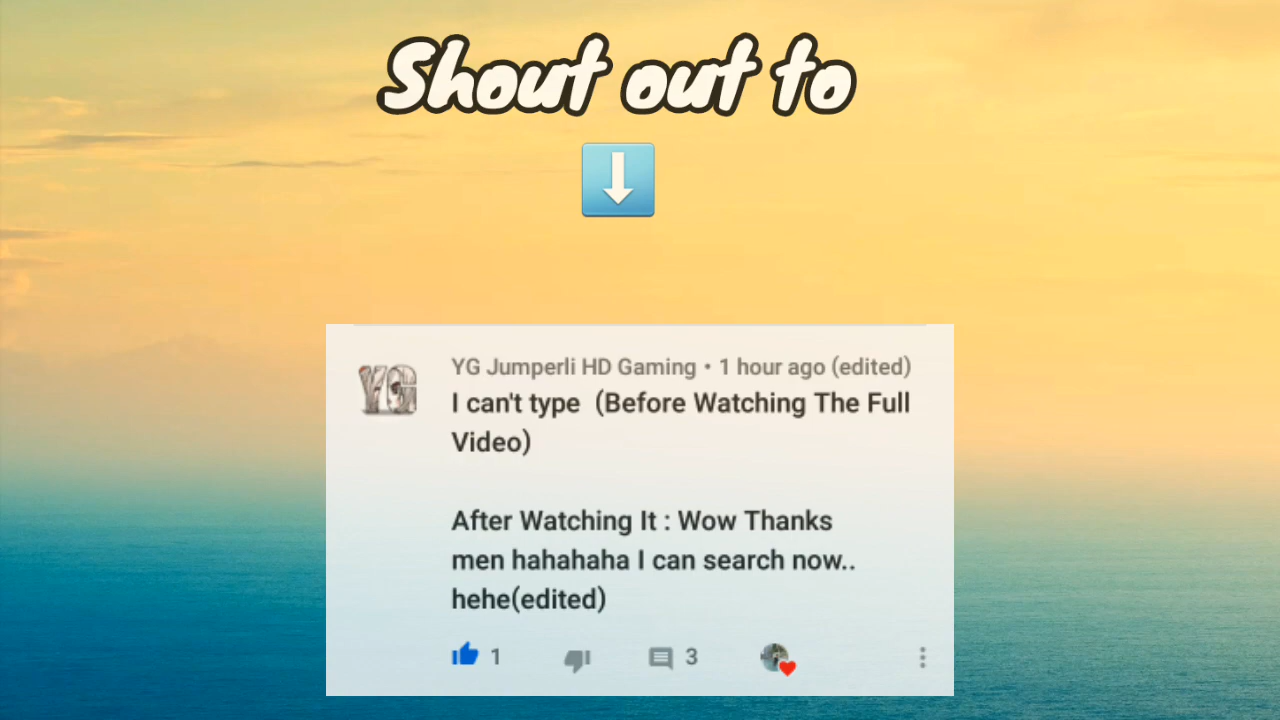 Shout out to
YG
YG Jumperli HD Gaming • 1 hour ago (edited)
I can't type (Before Watching The Full
Video)
After Watching It : Wow Thanks
men hahahaha I can search now..
hehe(edited)
1 3